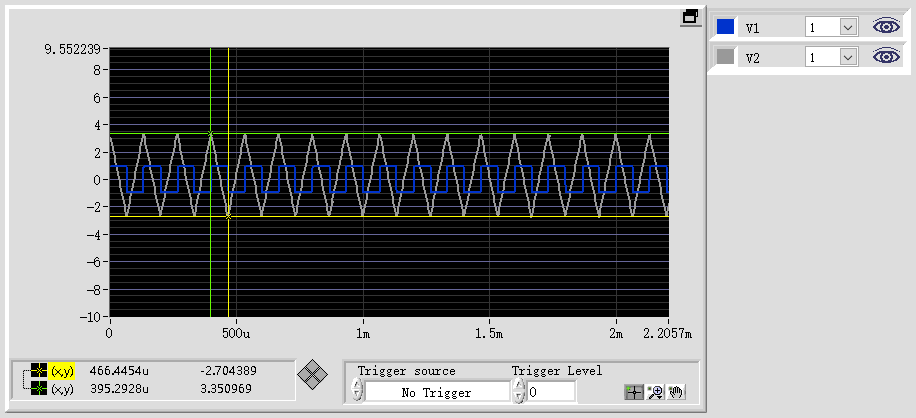 V1 1
V2 1
9.552239
8
6
4
2
0
-2
-4
-6
-8
-10
0 500u 1m 1.5m 2m 2.2057m
(x,y) 466.4454u -2.704389
(x,y) 395.2928u 3.350969
Trigger source Trigger Level
No Trigger 0